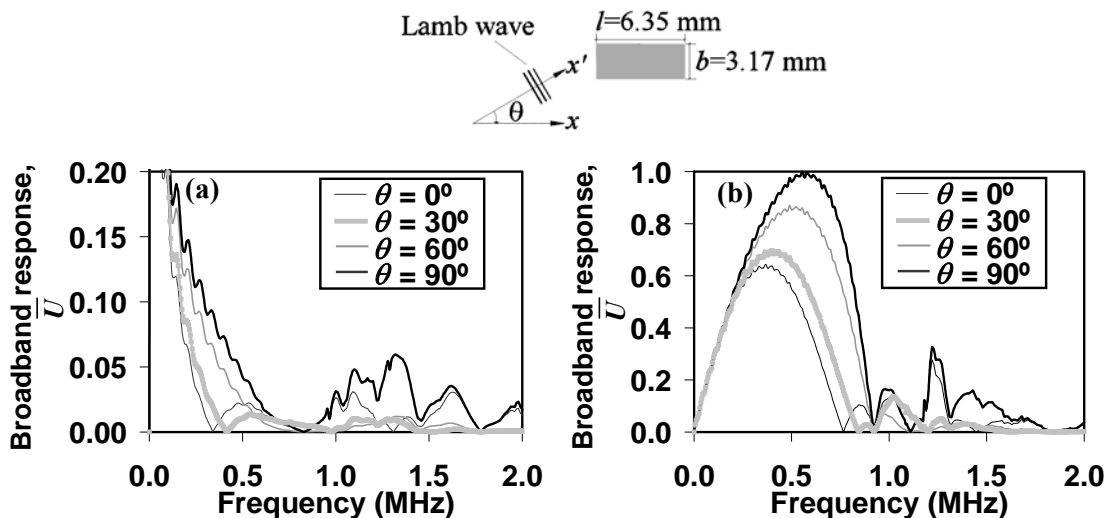 l=6.35 mm
Lamb wave
x'
b=3.17 mm
θ
x
Broadband response, U̅
0.20
0.15
0.10
0.05
0.00
(a)
θ = 0º
θ = 30º
θ = 60º
θ = 90º
0.0 0.5 1.0 1.5 2.0
Frequency (MHz)
Broadband response, U̅
1.0
0.8
0.6
0.4
0.2
0.0
(b)
θ = 0º
θ = 30º
θ = 60º
θ = 90º
0.0 0.5 1.0 1.5 2.0
Frequency (MHz)